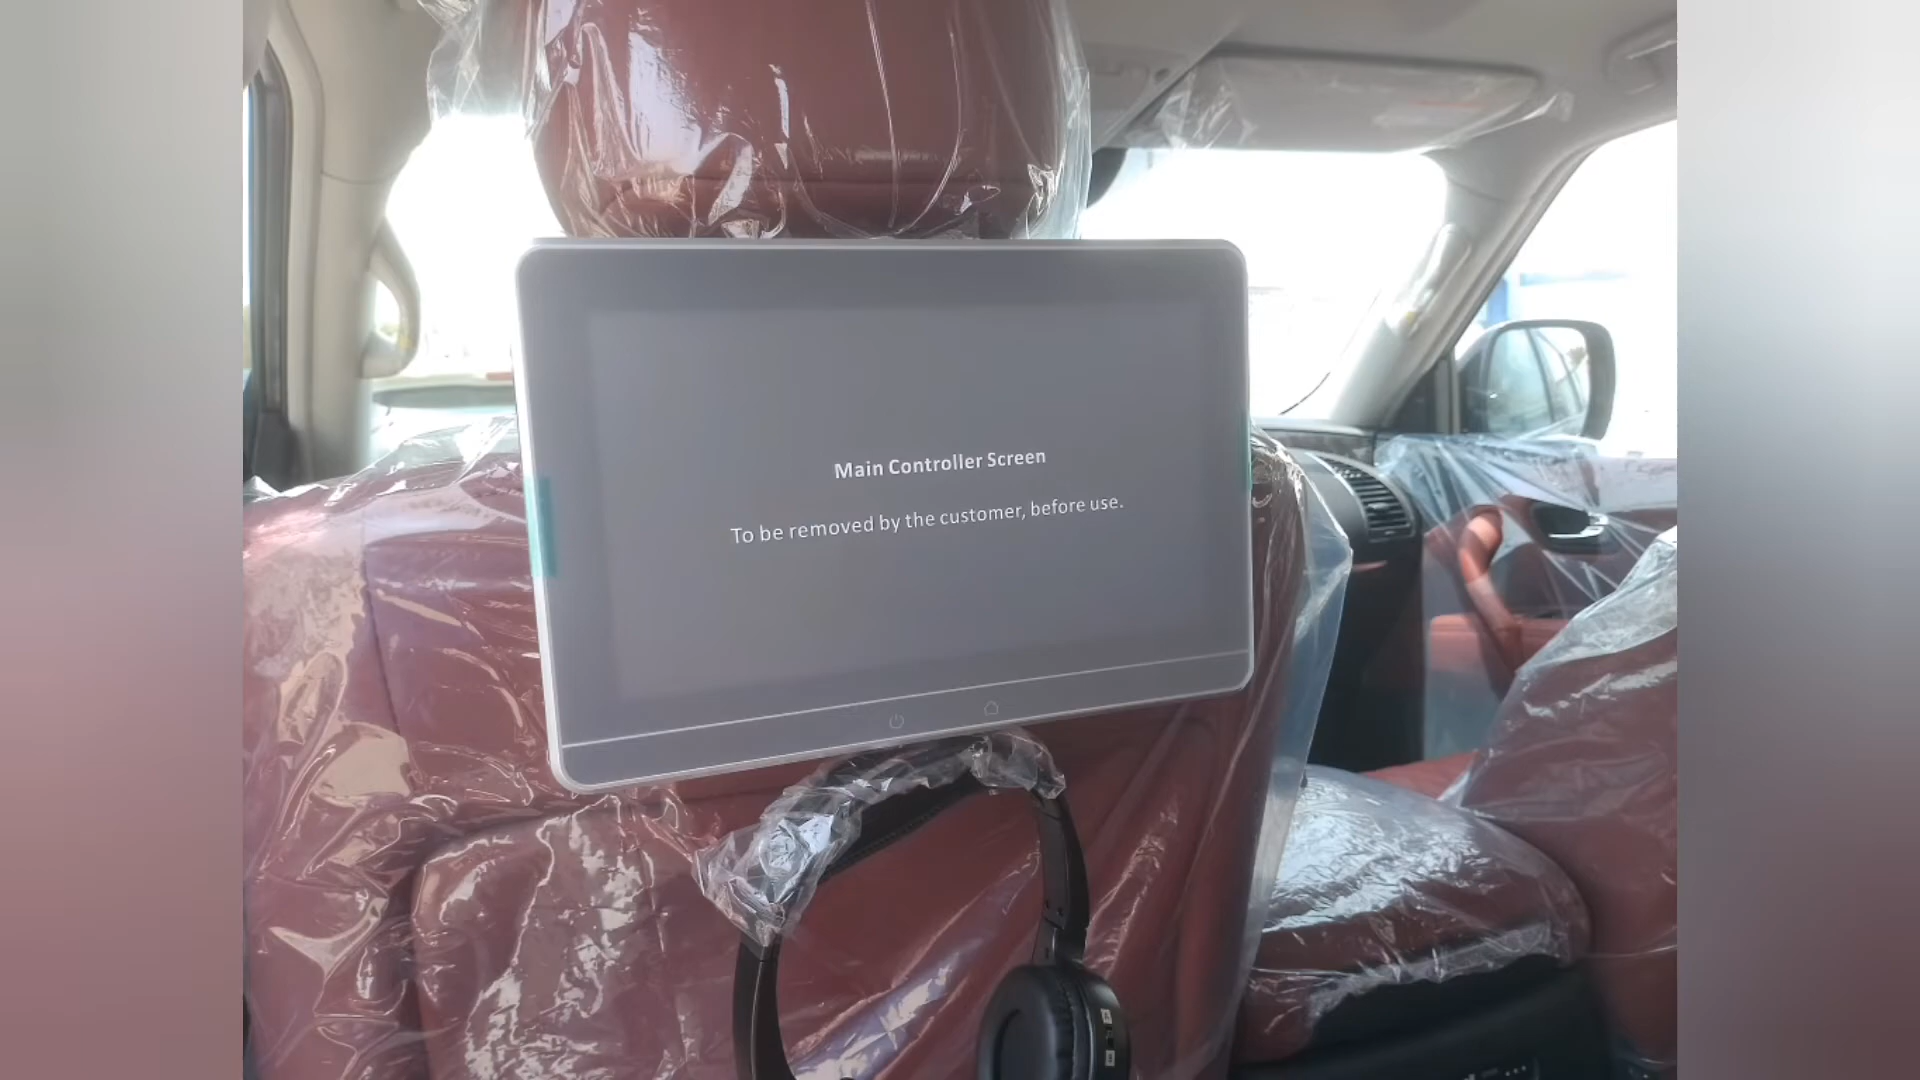 Main Controller Screen
To be removed by the customer, before use.